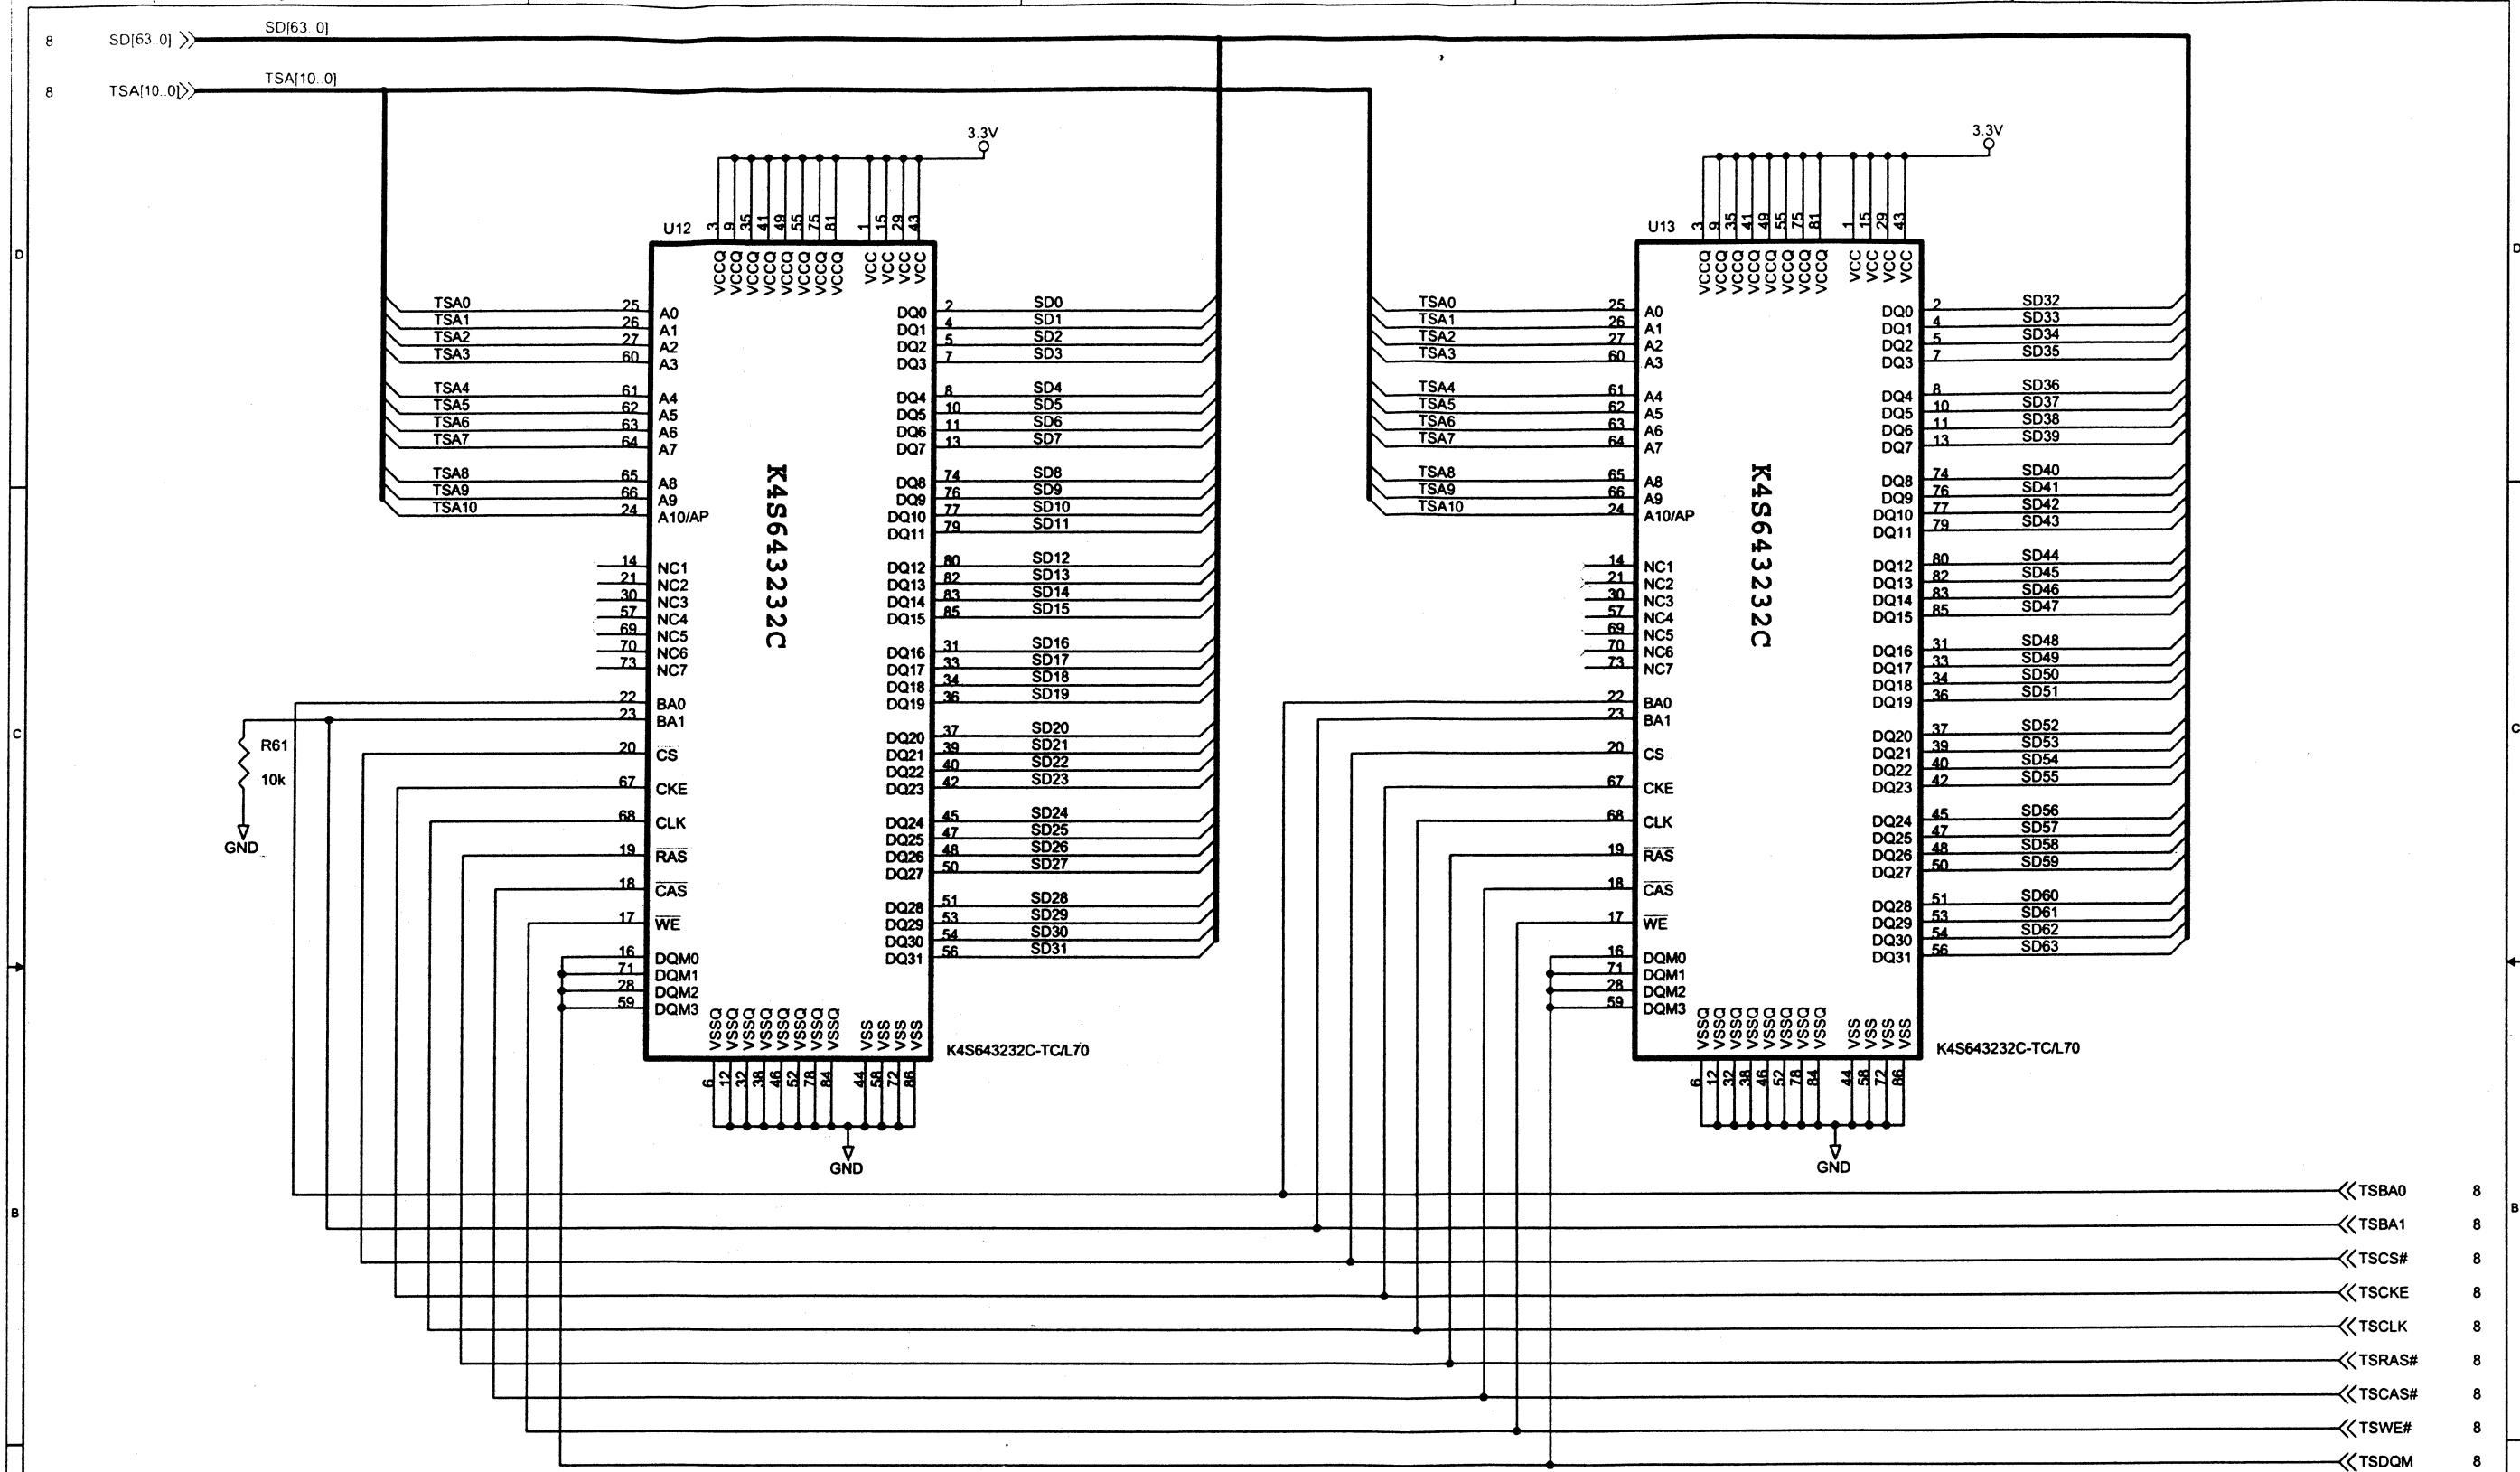 8 SD[63..0] SD[63..0]
8 TSA[10..0] TSA[10..0]
3.3V
3.3V
U12 3 9 35 41 49 55 75 81 1 15 29 43
U13 3 9 35 41 49 55 75 81 1 15 29 43
D
D
VCCQ VCCQ VCCQ VCCQ VCCQ VCCQ VCCQ VCCQ VCC VCC VCC VCC
VCCQ VCCQ VCCQ VCCQ VCCQ VCCQ VCCQ VCCQ VCC VCC VCC VCC
TSA0 25 A0 DQ0 2 SD0 TSA0 25 A0 DQ0 2 SD32
TSA1 26 A1 DQ1 4 SD1 TSA1 26 A1 DQ1 4 SD33
TSA2 27 A2 DQ2 5 SD2 TSA2 27 A2 DQ2 5 SD34
TSA3 60 A3 DQ3 7 SD3 TSA3 60 A3 DQ3 7 SD35
TSA4 61 A4 DQ4 8 SD4 TSA4 61 A4 DQ4 8 SD36
TSA5 62 A5 DQ5 10 SD5 TSA5 62 A5 DQ5 10 SD37
TSA6 63 A6 DQ6 11 SD6 TSA6 63 A6 DQ6 11 SD38
TSA7 64 A7 DQ7 13 SD7 TSA7 64 A7 DQ7 13 SD39
TSA8 65 A8 DQ8 74 SD8 TSA8 65 A8 DQ8 74 SD40
TSA9 66 A9 DQ9 76 SD9 TSA9 66 A9 DQ9 76 SD41
TSA10 24 A10/AP DQ10 77 SD10 TSA10 24 A10/AP DQ10 77 SD42
DQ11 79 SD11 DQ11 79 SD43
K4S643232C
K4S643232C
14 NC1 DQ12 80 SD12 14 NC1 DQ12 80 SD44
21 NC2 DQ13 82 SD13 21 NC2 DQ13 82 SD45
30 NC3 DQ14 83 SD14 30 NC3 DQ14 83 SD46
57 NC4 DQ15 85 SD15 57 NC4 DQ15 85 SD47
69 NC5 69 NC5
70 NC6 DQ16 31 SD16 70 NC6 DQ16 31 SD48
73 NC7 DQ17 33 SD17 73 NC7 DQ17 33 SD49
DQ18 34 SD18 DQ18 34 SD50
22 BA0 DQ19 36 SD19 22 BA0 DQ19 36 SD51
23 BA1 23 BA1
C
C
R61
10k
GND
DQ20 37 SD20 DQ20 37 SD52
20 CS DQ21 39 SD21 20 CS DQ21 39 SD53
DQ22 40 SD22 DQ22 40 SD54
67 CKE DQ23 42 SD23 67 CKE DQ23 42 SD55
68 CLK DQ24 45 SD24 68 CLK DQ24 45 SD56
DQ25 47 SD25 DQ25 47 SD57
19 RAS DQ26 48 SD26 19 RAS DQ26 48 SD58
DQ27 50 SD27 DQ27 50 SD59
18 CAS 18 CAS
DQ28 51 SD28 DQ28 51 SD60
17 WE DQ29 53 SD29 17 WE DQ29 53 SD61
DQ30 54 SD30 DQ30 54 SD62
16 DQM0 DQ31 56 SD31 16 DQM0 DQ31 56 SD63
71 DQM1 71 DQM1
28 DQM2 28 DQM2
59 DQM3 59 DQM3
VSSQ VSSQ VSSQ VSSQ VSSQ VSSQ VSSQ VSSQ VSS VSS VSS VSS
VSSQ VSSQ VSSQ VSSQ VSSQ VSSQ VSSQ VSSQ VSS VSS VSS VSS
K4S643232C-TC/L70
K4S643232C-TC/L70
6 12 32 38 46 52 78 84 44 58 72 86
6 12 32 38 46 52 78 84 44 58 72 86
GND
GND
B
B
TSBA0 8
TSBA1 8
TSCS# 8
TSCKE 8
TSCLK 8
TSRAS# 8
TSCAS# 8
TSWE# 8
TSDQM 8